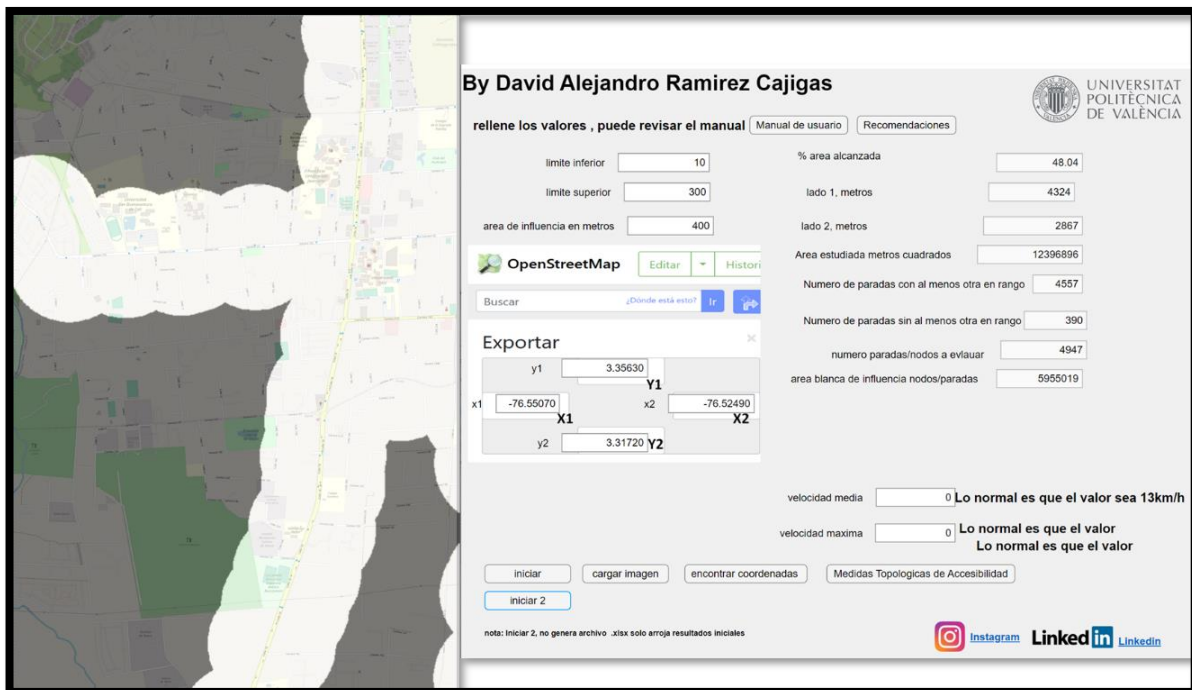 By David Alejandro Ramirez Cajigas
UNIVERSITAT
POLITÈCNICA
DE VALÈNCIA
rellene los valores , puede revisar el manual
Manual de usuario
Recomendaciones
limite inferior 10
limite superior 300
area de influencia en metros 400
% area alcanzada 48.04
lado 1, metros 4324
lado 2, metros 2867
Area estudiada metros cuadrados 12396896
Numero de paradas con al menos otra en rango 4557
Numero de paradas sin al menos otra en rango 390
numero paradas/nodos a evlauar 4947
area blanca de influencia nodos/paradas 5955019
OpenStreetMap
Editar
Histori
Buscar
¿Dónde está esto?
Ir
Exportar
y1 3.35630
Y1
x1 -76.55070
X1
x2 -76.52490
X2
y2 3.31720 Y2
velocidad media 0 Lo normal es que el valor sea 13km/h
velocidad maxima 0 Lo normal es que el valor
Lo normal es que el valor
iniciar
cargar imagen
encontrar coordenadas
Medidas Topologicas de Accesibilidad
iniciar 2
nota: Iniciar 2, no genera archivo .xlsx solo arroja resultados iniciales
Instagram
Linked in
Linkedin